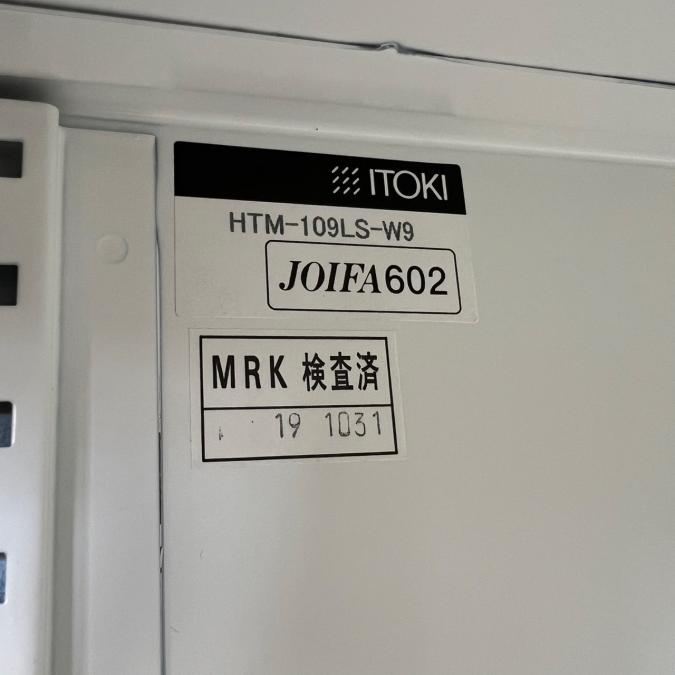 ITOKI
HTM-109LS-W9
JOIFA602
MRK 検査済
19 1031